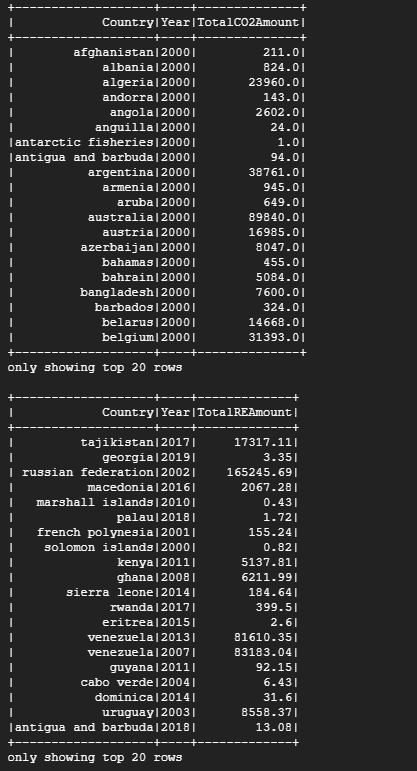 +-------------------+----+--------------+
|            Country|Year|TotalCO2Amount|
+-------------------+----+--------------+
|        afghanistan|2000|         211.0|
|            albania|2000|         824.0|
|            algeria|2000|       23960.0|
|            andorra|2000|         143.0|
|             angola|2000|        2602.0|
|           anguilla|2000|          24.0|
|antarctic fisheries|2000|           1.0|
|antigua and barbuda|2000|          94.0|
|          argentina|2000|       38761.0|
|            armenia|2000|         945.0|
|              aruba|2000|         649.0|
|          australia|2000|       89840.0|
|            austria|2000|       16985.0|
|         azerbaijan|2000|        8047.0|
|            bahamas|2000|         455.0|
|            bahrain|2000|        5084.0|
|         bangladesh|2000|        7600.0|
|           barbados|2000|         324.0|
|            belarus|2000|       14668.0|
|            belgium|2000|       31393.0|
+-------------------+----+--------------+
only showing top 20 rows
+-------------------+----+-------------+
|            Country|Year|TotalREAmount|
+-------------------+----+-------------+
|         tajikistan|2017|     17317.11|
|            georgia|2019|         3.35|
| russian federation|2002|    165245.69|
|          macedonia|2016|      2067.28|
|   marshall islands|2010|         0.43|
|              palau|2018|         1.72|
|   french polynesia|2001|       155.24|
|    solomon islands|2000|         0.82|
|              kenya|2011|      5137.81|
|              ghana|2008|      6211.99|
|       sierra leone|2014|       184.64|
|             rwanda|2017|        399.5|
|            eritrea|2015|          2.6|
|          venezuela|2013|     81610.35|
|          venezuela|2007|     83183.04|
|             guyana|2011|        92.15|
|         cabo verde|2004|         6.43|
|           dominica|2014|         31.6|
|            uruguay|2003|      8558.37|
|antigua and barbuda|2018|        13.08|
+-------------------+----+-------------+
only showing top 20 rows